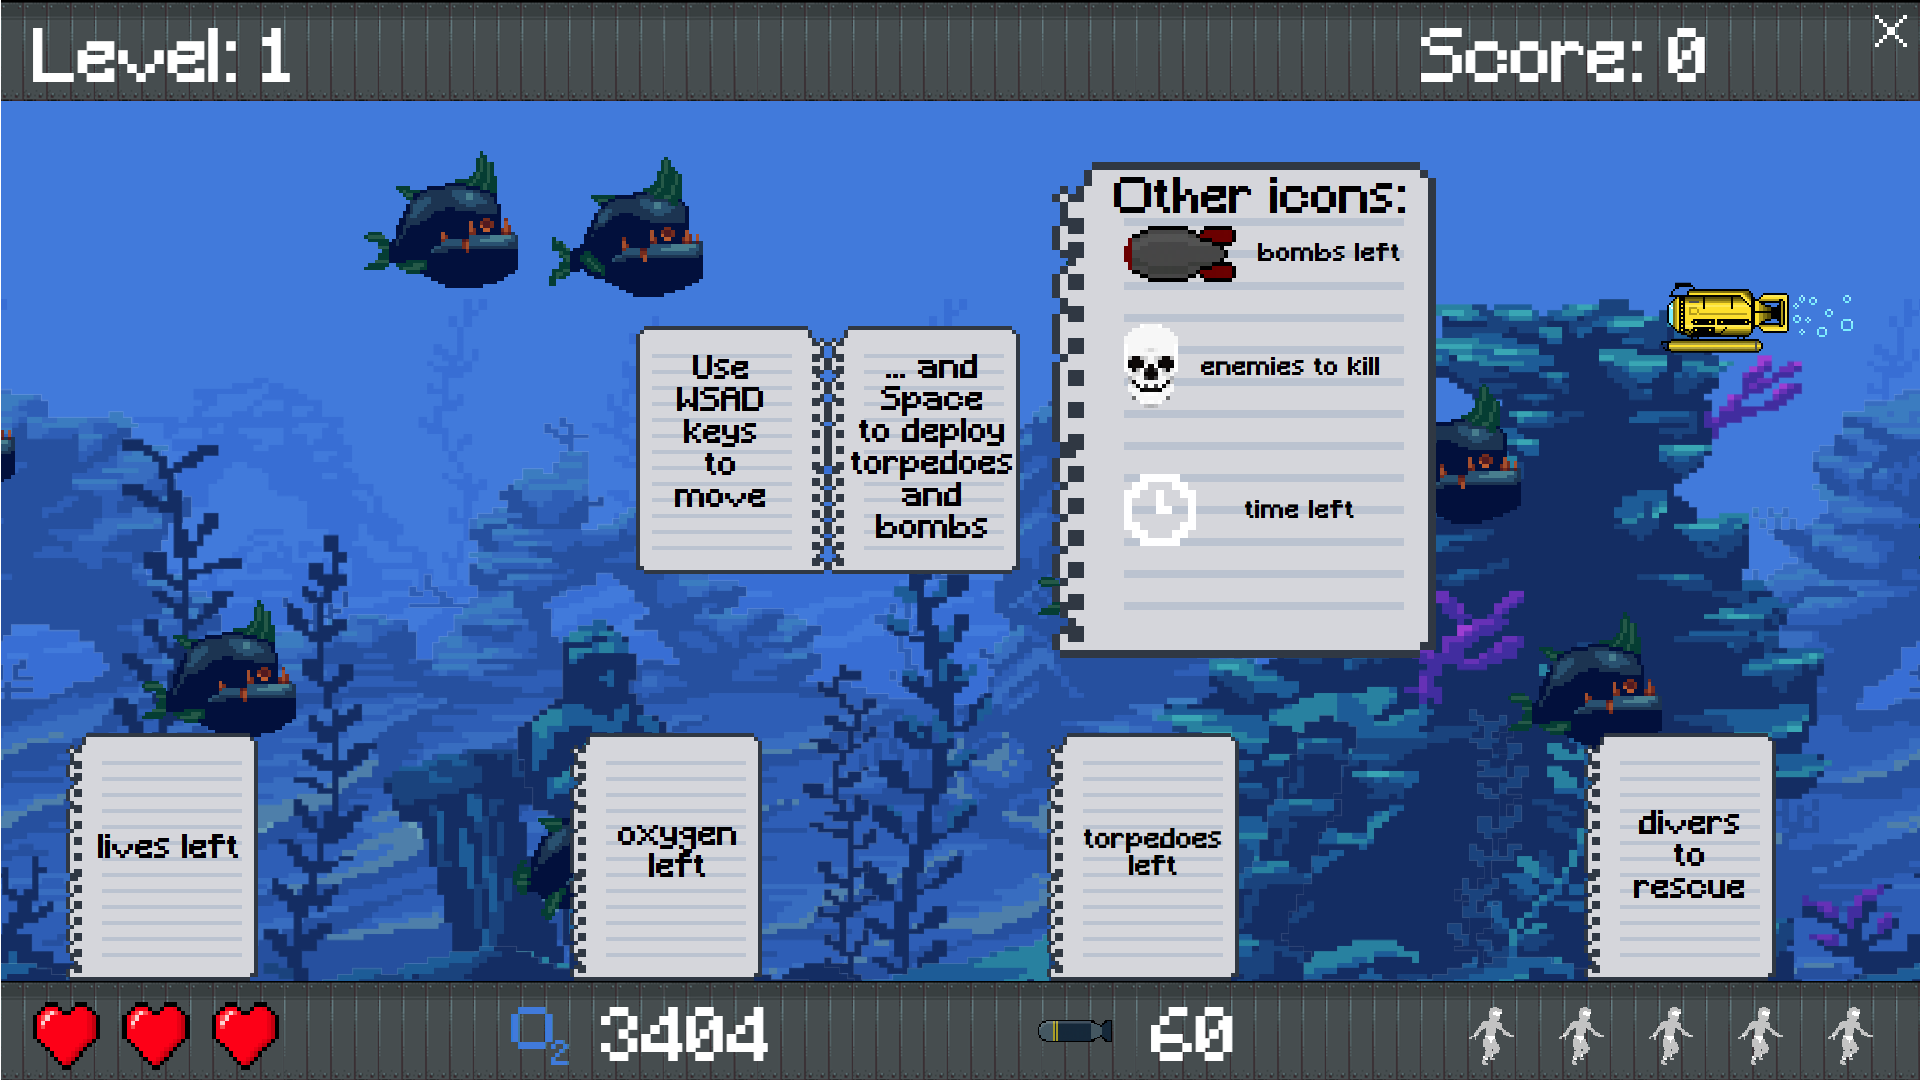 Level: 1
Score: 0
Other icons:
bombs left
enemies to kill
time left
Use
WSAD
keys
to
move
... and
Space
to deploy
torpedoes
and
bombs
lives left
oxygen
left
torpedoes
left
divers
to
rescue
O2 3404
60